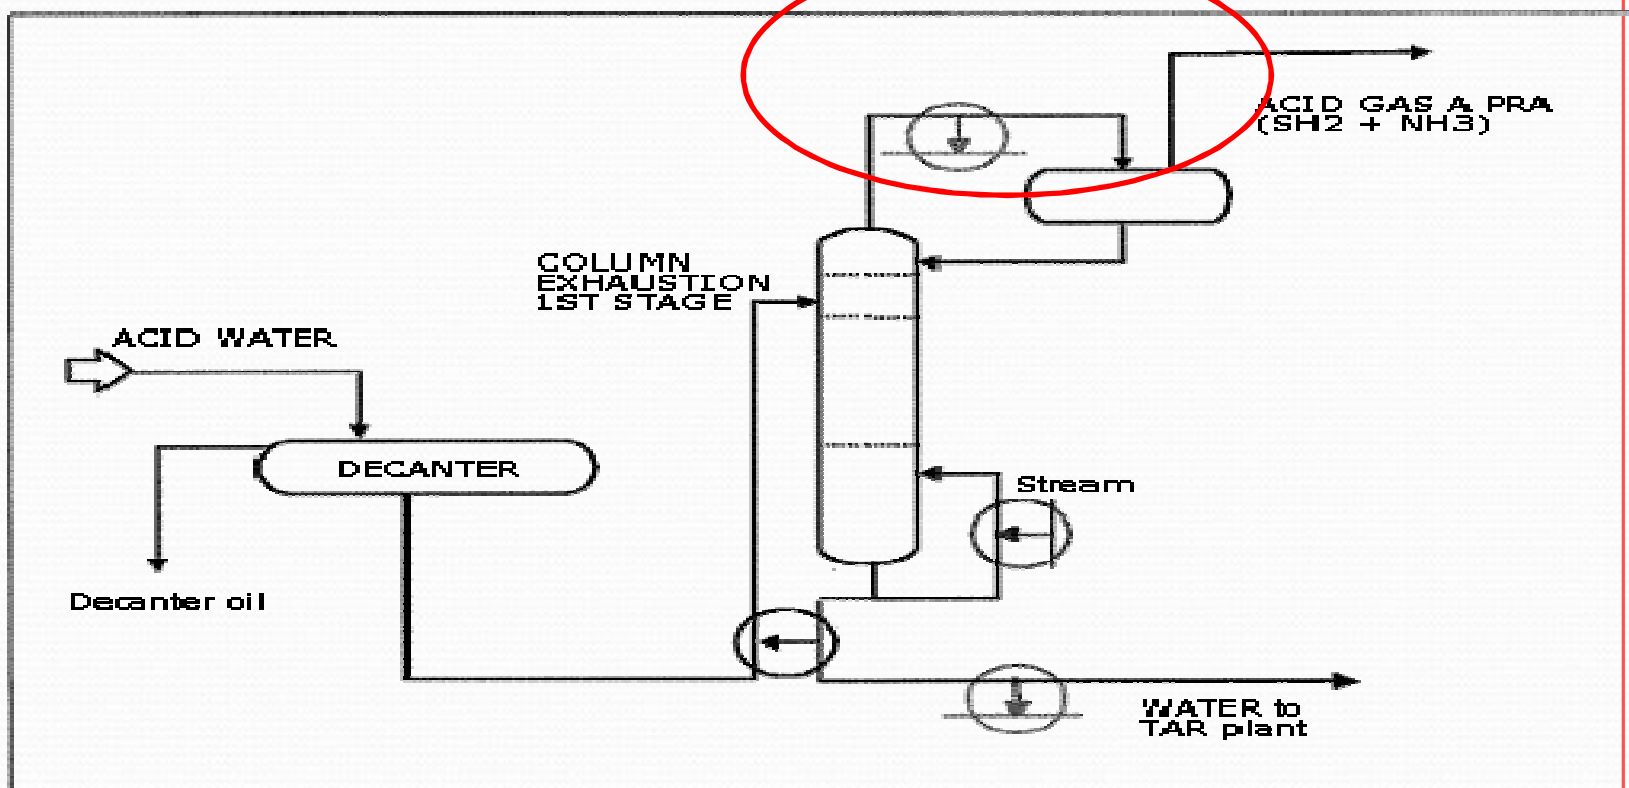 ACID GAS A PRA
(SH2 + NH3)
COLUMN
EXHAUSTION
1ST STAGE
ACID WATER
DECANTER
Stream
Decanter oil
WATER to
TAR plant